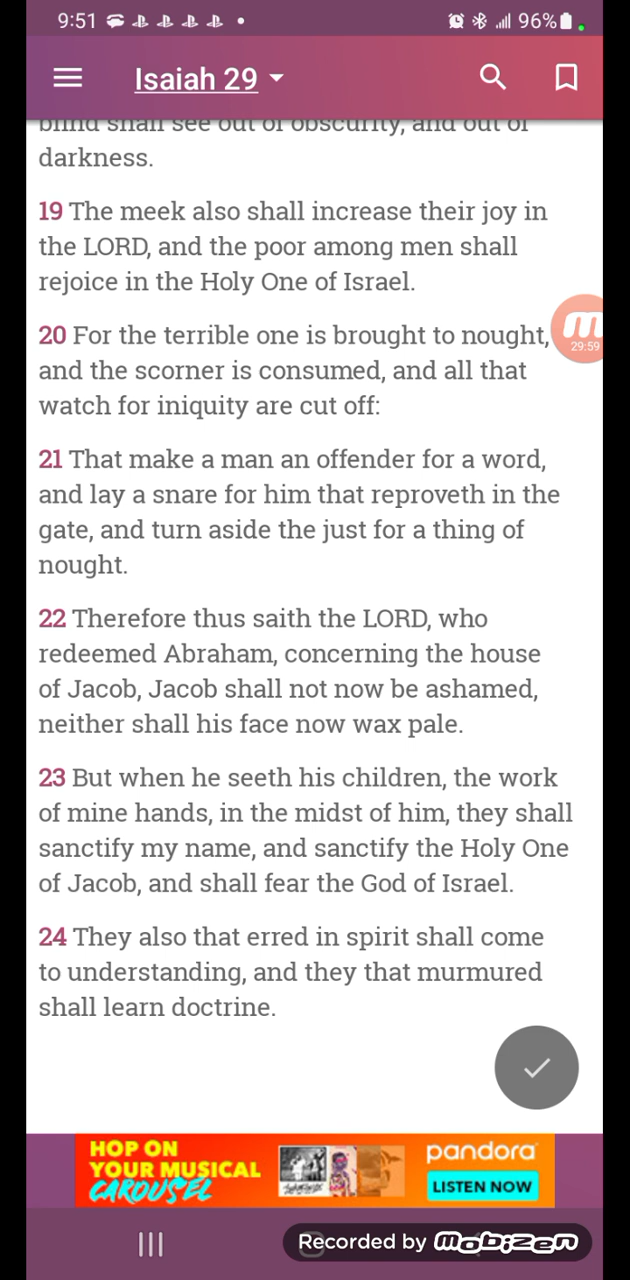 9:51
96%
Isaiah 29
blind shall see out of obscurity, and out of
darkness.
19 The meek also shall increase their joy in
the LORD, and the poor among men shall
rejoice in the Holy One of Israel.
20 For the terrible one is brought to nought,
and the scorner is consumed, and all that
watch for iniquity are cut off:
29:59
21 That make a man an offender for a word,
and lay a snare for him that reproveth in the
gate, and turn aside the just for a thing of
nought.
22 Therefore thus saith the LORD, who
redeemed Abraham, concerning the house
of Jacob, Jacob shall not now be ashamed,
neither shall his face now wax pale.
23 But when he seeth his children, the work
of mine hands, in the midst of him, they shall
sanctify my name, and sanctify the Holy One
of Jacob, and shall fear the God of Israel.
24 They also that erred in spirit shall come
to understanding, and they that murmured
shall learn doctrine.
HOP ON
YOUR MUSICAL
CAROUSEL
pandora
LISTEN NOW
Recorded by mobizen